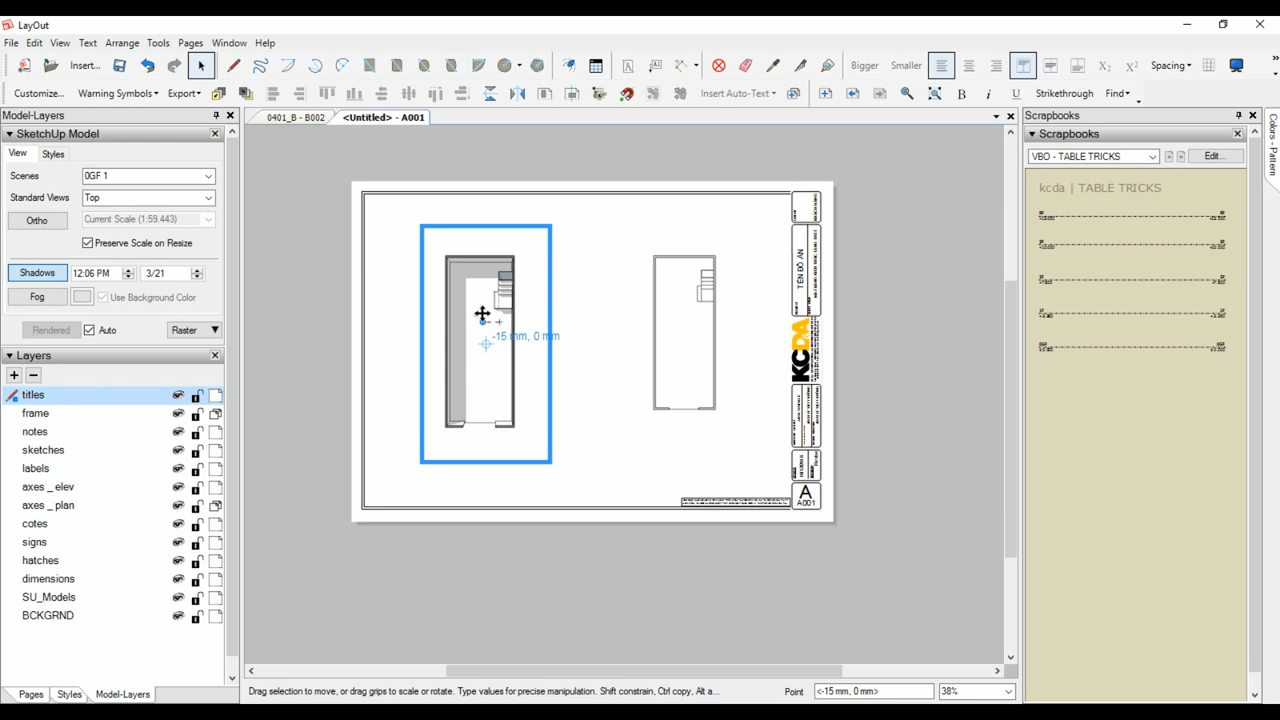 LayOut
File Edit View Text Arrange Tools Pages Window Help
Insert... Bigger Smaller Spacing
Customize... Warning Symbols Export Insert Auto-Text B i U Strikethrough Find
Model-Layers
SketchUp Model
View Styles
Scenes 0GF 1
Standard Views Top
Ortho Current Scale (1:59.443)
Preserve Scale on Resize
Shadows 12:06 PM 3/21
Fog Use Background Color
Rendered Auto Raster
Layers
titles
frame
notes
sketches
labels
axes _ elev
axes _ plan
cotes
signs
hatches
dimensions
SU_Models
BCKGRND
Pages Styles Model-Layers
0401_B - B002 <Untitled> - A001
-15 mm, 0 mm
TÊN ĐỒ ÁN
KCDA
A
A001
Drag selection to move, or drag grips to scale or rotate. Type values for precise manipulation. Shift constrain, Ctrl copy, Alt a...
Point <-15 mm, 0 mm> 38%
Scrapbooks
Scrapbooks
VBO - TABLE TRICKS Edit...
kcda | TABLE TRICKS
Colors - Pattern